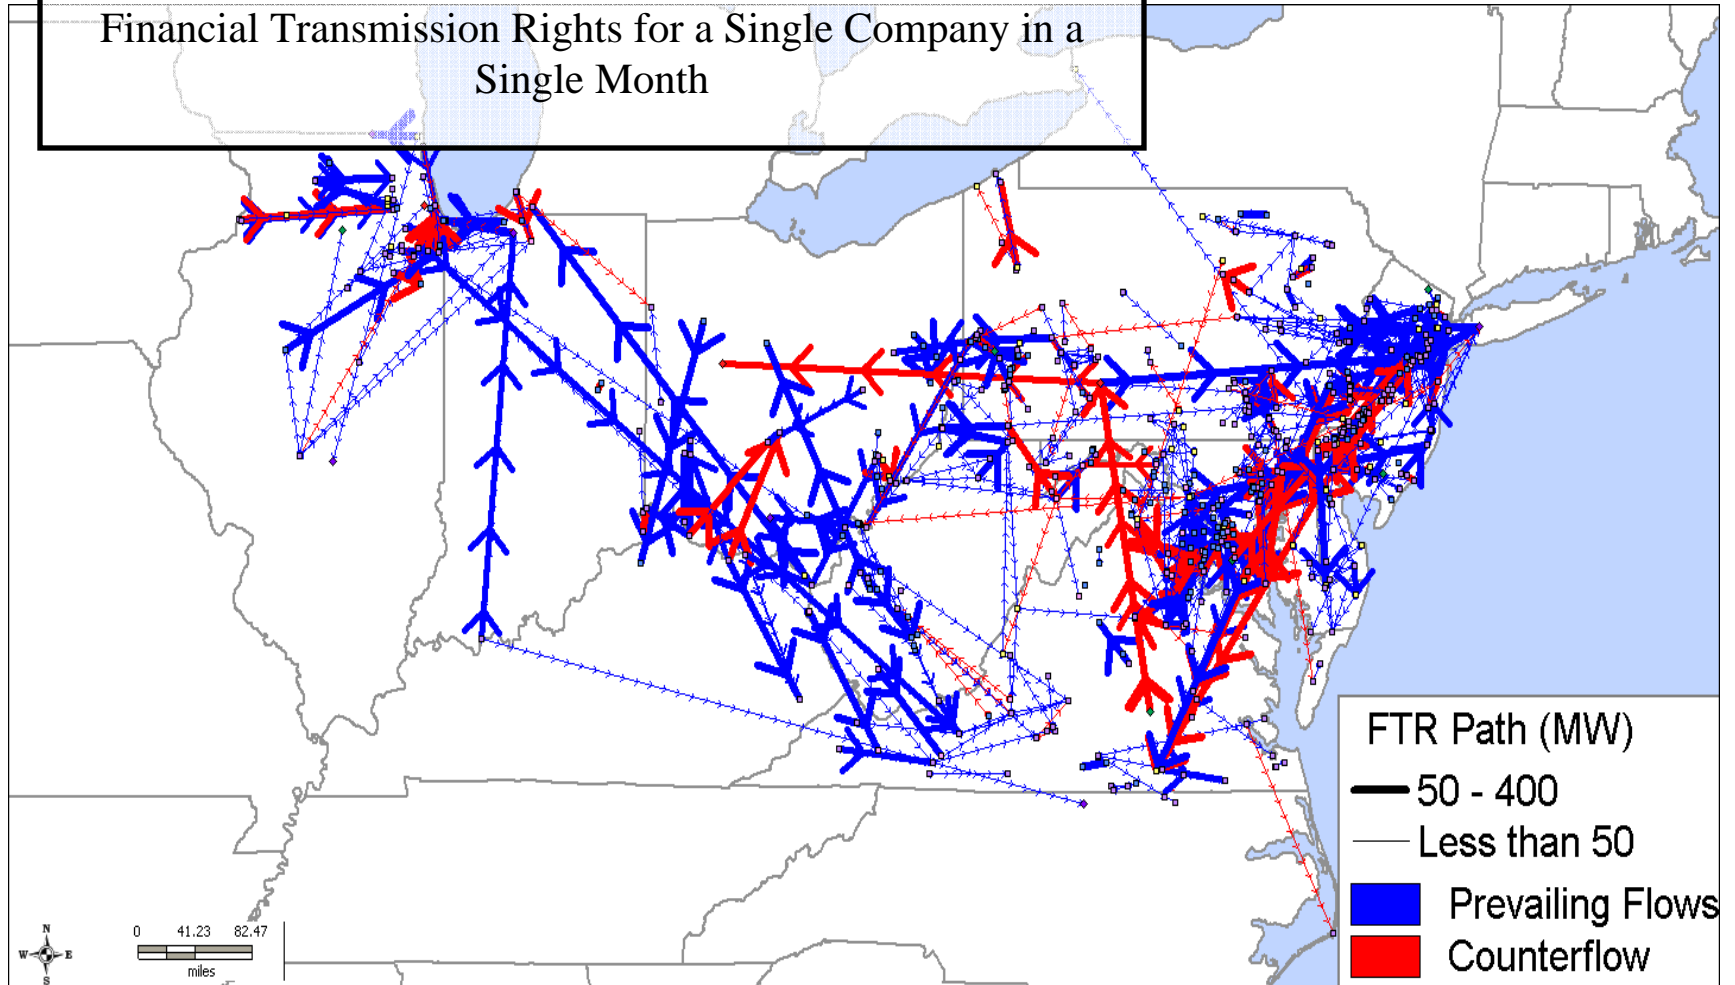 Financial Transmission Rights for a Single Company in a
Single Month
FTR Path (MW)
50 - 400
Less than 50
Prevailing Flows
Counterflow
N
W E
S
0 41.23 82.47
miles